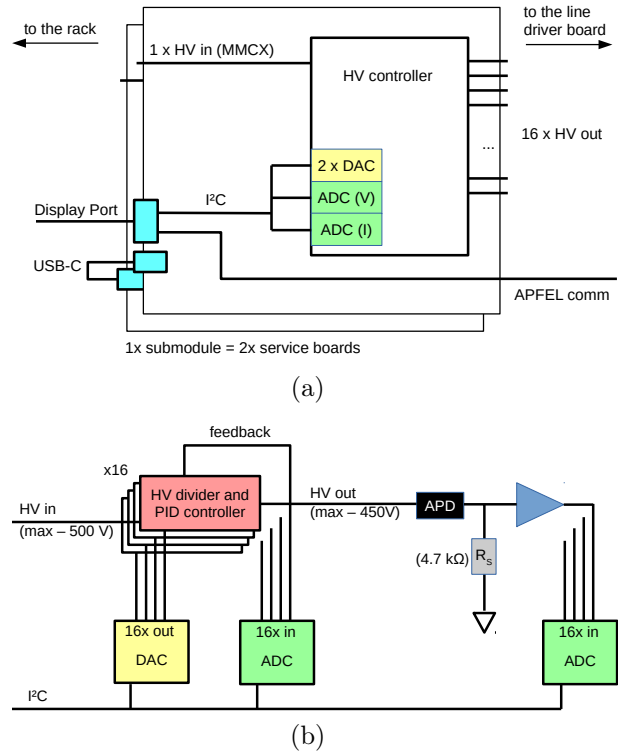 to the rack
to the line
driver board
1 x HV in (MMCX)
HV controller
16 x HV out
...
2 x DAC
I²C
ADC (V)
Display Port
ADC (I)
USB-C
APFEL comm
1x submodule = 2x service boards
(a)
feedback
x16
HV divider and
PID controller
HV in
(max – 500 V)
HV out
(max – 450V)
APD
(4.7 kΩ)
Rs
16x out
DAC
16x in
ADC
16x in
ADC
I²C
(b)